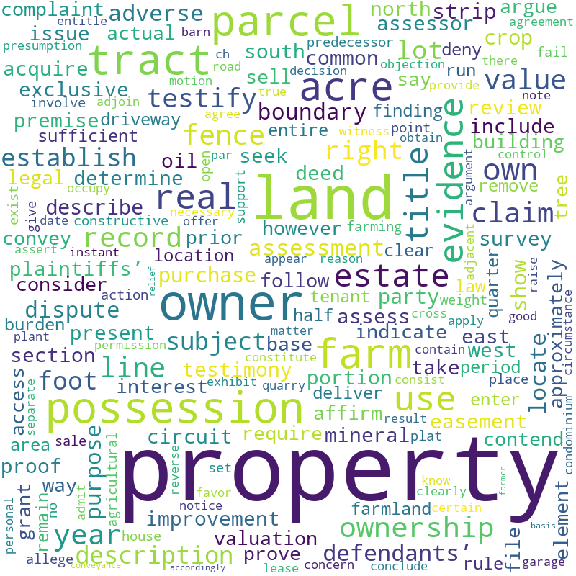 complaint
adverse
parcel
north
strip
argue
entitle
barn
agreement
presumption
issue
actual
predecessor
assessor
crop
fail
ch
objection
deny
there
tract
south
lot
acquire
motion
road
decision
common
say
run
value
exclusive
testify
sell
acre
true
provide
note
involve
adjoin
agree
finding
review
premise
driveway
fence
entire
witness
point
boundary
include
sufficient
obtain
building
establish
oil
open
par
seek
right
title
evidence
control
own
legal
determine
land
deed
remove
tree
exist
occupy
support
necessary
describe
real
claim
give
date
constructive
offer
however
argument
farming
convey
record
prior
assessment
clear
survey
assert
instant
location
appear
reason
adjacent
plaintiffs’
purchase
follow
estate
law
quarter
show
consider
action
relief
tenant
party
weight
raise
good
circumstance
dispute
owner
half
assess
cross
apply
burden
plant
present
subject
matter
indicate
east
approximately
permission
base
constitute
contain
west
locate
section
line
testimony
farm
take
period
foot
interest
exhibit
quarry
consist
place
access
separate
possession
deliver
portion
use
enter
condominium
affirm
result
plat
easement
area
sale
purpose
circuit
require
mineral
contend
proof
agricultural
reverse
set
property
know
former
way
favor
clearly
certain
personal
grant
remain
no
admit
notice
improvement
farmland
element
year
house
valuation
ownership
file
basis
allege
description
prove
defendants’
rule
garage
conveyance
accordingly
lease
concern
conclude